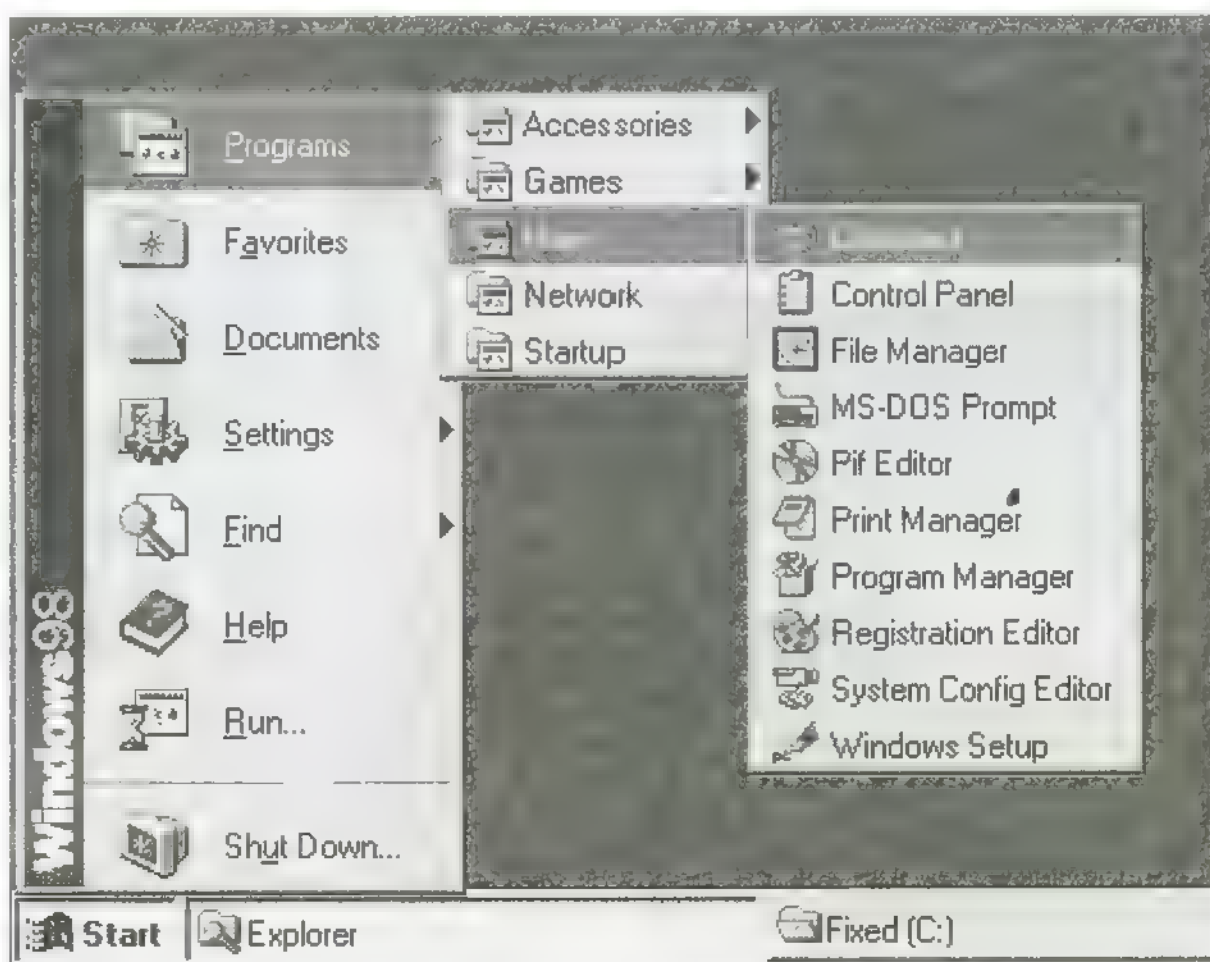 Programs
Favorites
Documents
Settings
Find
Help
Run...
Shut Down...
Windows98
Accessories
Games
Network
Startup
Control Panel
File Manager
MS-DOS Prompt
Pif Editor
Print Manager
Program Manager
Registration Editor
System Config Editor
Windows Setup
Start
Explorer
Fixed (C:)